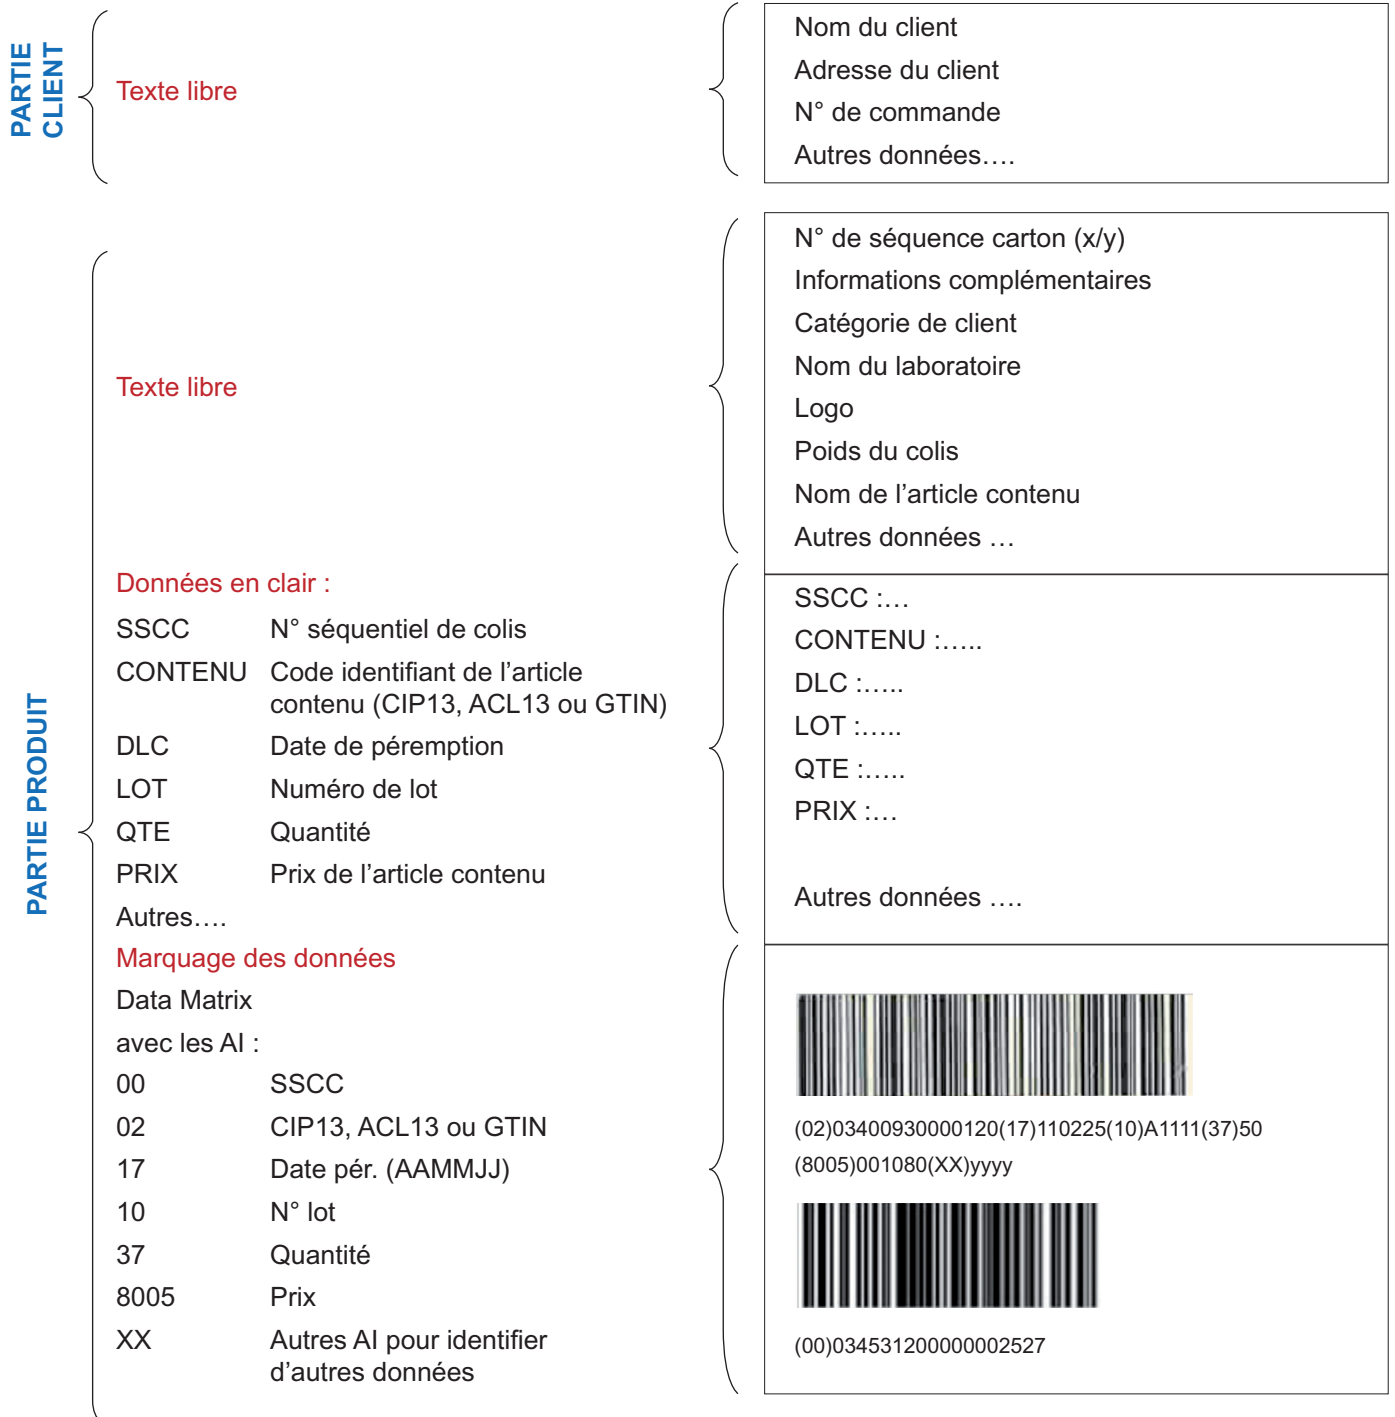 PARTIE
CLIENT
Texte libre
Nom du client
Adresse du client
N° de commande
Autres données….
PARTIE PRODUIT
Texte libre
N° de séquence carton (x/y)
Informations complémentaires
Catégorie de client
Nom du laboratoire
Logo
Poids du colis
Nom de l’article contenu
Autres données …
Données en clair :
SSCC N° séquentiel de colis
CONTENU Code identifiant de l’article
contenu (CIP13, ACL13 ou GTIN)
DLC Date de péremption
LOT Numéro de lot
QTE Quantité
PRIX Prix de l’article contenu
Autres….
SSCC :…
CONTENU :…..
DLC :…..
LOT :…..
QTE :…..
PRIX :…
Autres données ….
Marquage des données
Data Matrix
avec les AI :
00 SSCC
02 CIP13, ACL13 ou GTIN
17 Date pér. (AAMMJJ)
10 N° lot
37 Quantité
8005 Prix
XX Autres AI pour identifier
d’autres données
(02)03400930000120(17)110225(10)A1111(37)50
(8005)001080(XX)yyyy
(00)034531200000002527